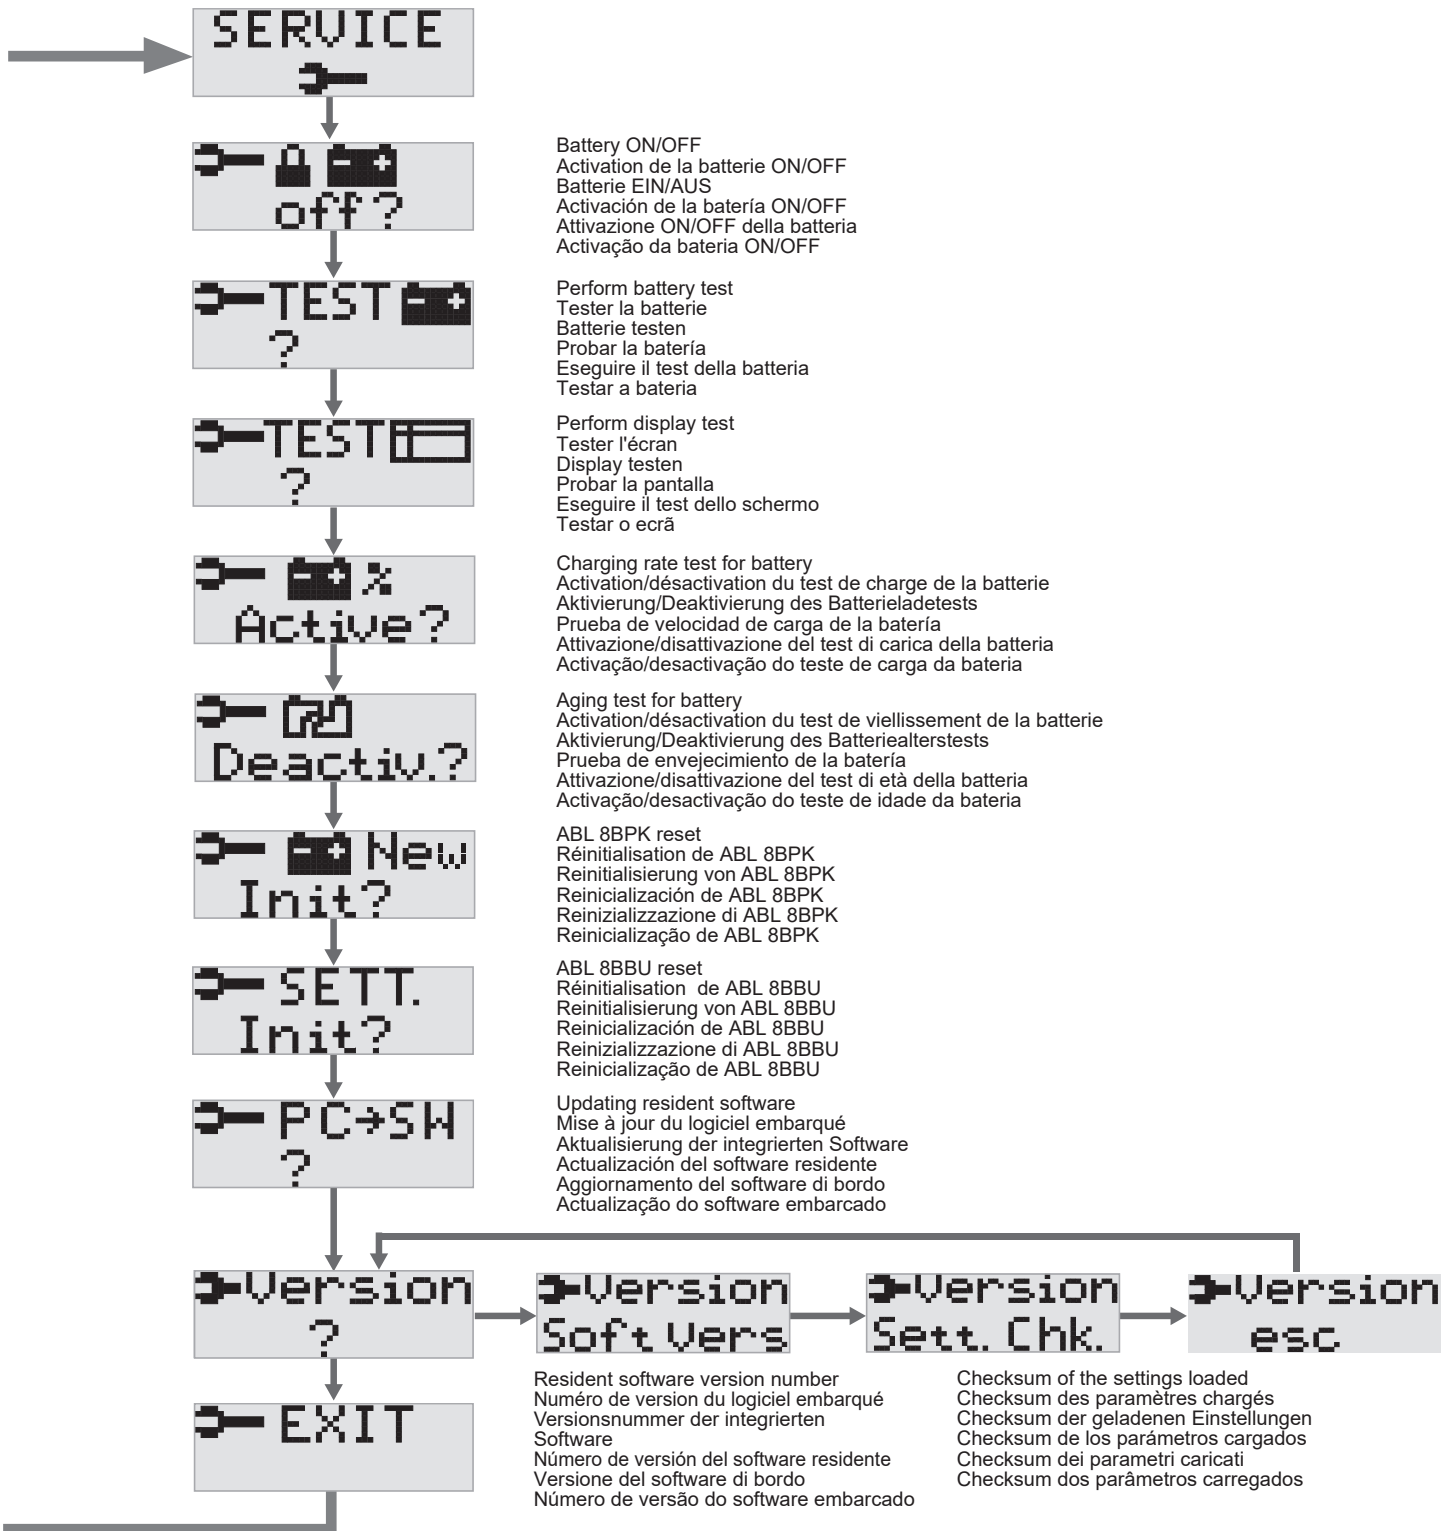 SERVICE
off?
Battery ON/OFF
Activation de la batterie ON/OFF
Batterie EIN/AUS
Activación de la batería ON/OFF
Attivazione ON/OFF della batteria
Activação da bateria ON/OFF
TEST
?
Perform battery test
Tester la batterie
Batterie testen
Probar la batería
Eseguire il test della batteria
Testar a bateria
TEST
?
Perform display test
Tester l'écran
Display testen
Probar la pantalla
Eseguire il test dello schermo
Testar o ecrã
%
Active?
Charging rate test for battery
Activation/désactivation du test de charge de la batterie
Aktivierung/Deaktivierung des Batterieladetests
Prueba de velocidad de carga de la batería
Attivazione/disattivazione del test di carica della batteria
Activação/desactivação do teste de carga da bateria
Deactiv.?
Aging test for battery
Activation/désactivation du test de viellissement de la batterie
Aktivierung/Deaktivierung des Batteriealterstests
Prueba de envejecimiento de la batería
Attivazione/disattivazione del test di età della batteria
Activação/desactivação do teste de idade da bateria
New
Init?
ABL 8BPK reset
Réinitialisation de ABL 8BPK
Reinitialisierung von ABL 8BPK
Reinicialización de ABL 8BPK
Reinizializzazione di ABL 8BPK
Reinicialização de ABL 8BPK
SETT.
Init?
ABL 8BBU reset
Réinitialisation de ABL 8BBU
Reinitialisierung von ABL 8BBU
Reinicialización de ABL 8BBU
Reinizializzazione di ABL 8BBU
Reinicialização de ABL 8BBU
PC→SW
?
Updating resident software
Mise à jour du logiciel embarqué
Aktualisierung der integrierten Software
Actualización del software residente
Aggiornamento del software di bordo
Actualização do software embarcado
Version
?
Version
Soft Vers
Version
Sett. Chk.
Version
esc
Resident software version number
Numéro de version du logiciel embarqué
Versionsnummer der integrierten
Software
Número de versión del software residente
Versione del software di bordo
Número de versão do software embarcado
Checksum of the settings loaded
Checksum des paramètres chargés
Checksum der geladenen Einstellungen
Checksum de los parámetros cargados
Checksum dei parametri caricati
Checksum dos parâmetros carregados
EXIT